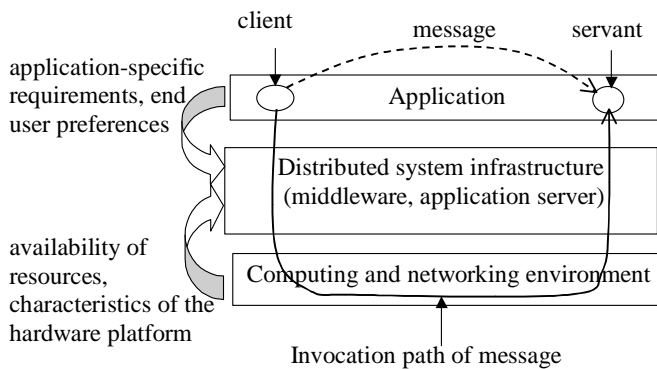 client
message
servant
application-specific
requirements, end
user preferences
Application
Distributed system infrastructure
(middleware, application server)
availability of
resources,
characteristics of the
hardware platform
Computing and networking environment
Invocation path of message